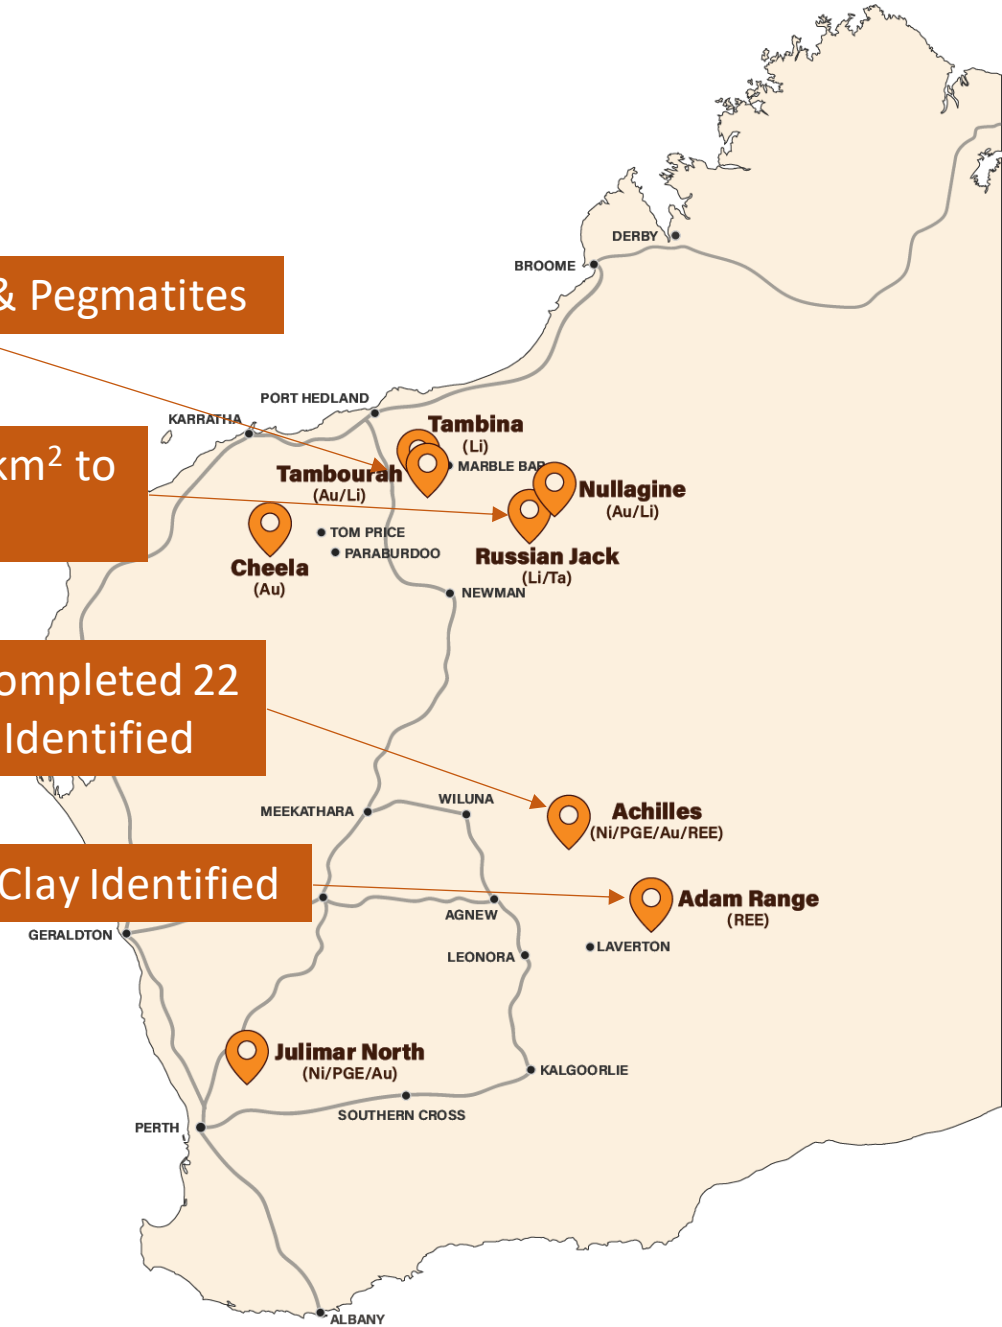 DERBY
BROOME
& Pegmatites
PORT HEDLAND
KARRATHA
Tambina
(Li)
km² to
Tambourah
(Au/Li)
MARBLE BAR
Nullagine
(Au/Li)
TOM PRICE
PARABURDOO
Russian Jack
(Li/Ta)
Cheela
(Au)
NEWMAN
ompleted 22
Identified
MEEKATHARA
WILUNA
Achilles
(Ni/PGE/Au/REE)
Clay Identified
Adam Range
(REE)
AGNEW
GERALDTON
LAVERTON
LEONORA
Julimar North
(Ni/PGE/Au)
KALGOORLIE
SOUTHERN CROSS
PERTH
ALBANY